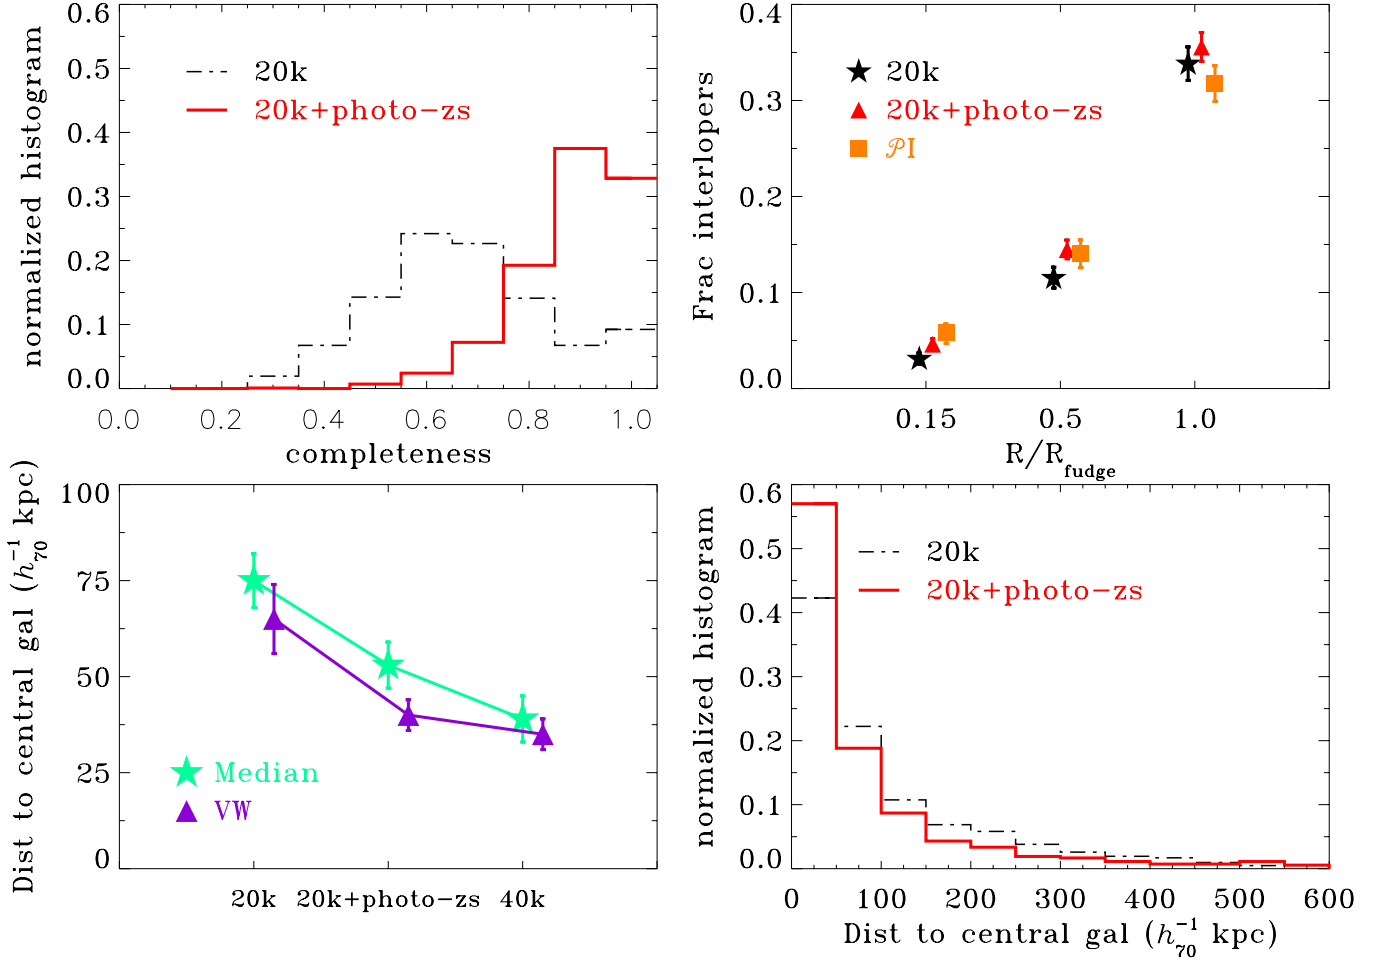 normalized histogram
0.6
0.5
0.4
0.3
0.2
0.1
0.0
20k
20k+photo-zs
0.0 0.2 0.4 0.6 0.8 1.0
completeness
Frac interlopers
0.4
0.3
0.2
0.1
0.0
20k
20k+photo-zs
𝒫I
0.15 0.5 1.0
R/R_fudge
Dist to central gal (h_70^-1 kpc)
100
75
50
25
0
Median
VW
20k 20k+photo-zs 40k
normalized histogram
0.6
0.5
0.4
0.3
0.2
0.1
0.0
20k
20k+photo-zs
0 100 200 300 400 500 600
Dist to central gal (h_70^-1 kpc)